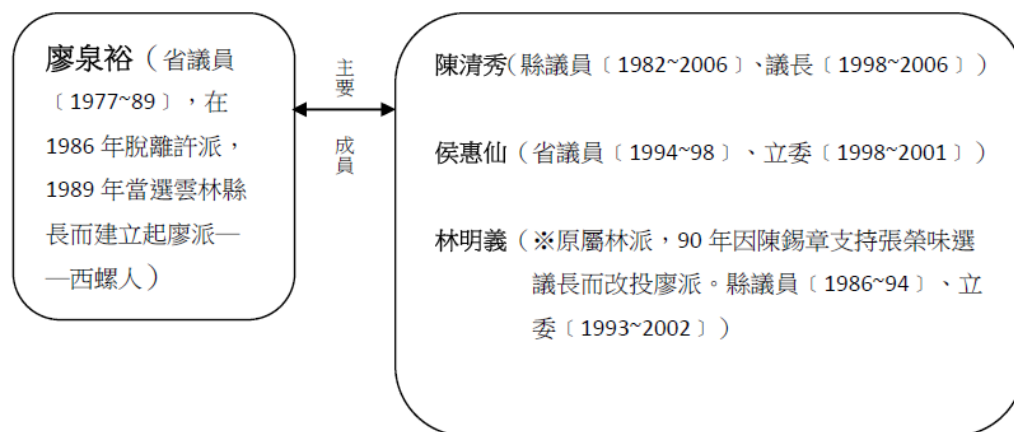 廖泉裕（省議員
〔1977~89〕，在
1986 年脫離許派，
1989 年當選雲林縣
長而建立起廖派─
─西螺人）
主要
成員
陳清秀(縣議員〔1982~2006〕、議長〔1998~2006〕）
侯惠仙（省議員〔1994~98〕、立委〔1998~2001〕）
林明義（※原屬林派，90 年因陳錫章支持張榮味選
議長而改投廖派。縣議員〔1986~94〕、立
委〔1993~2002〕）